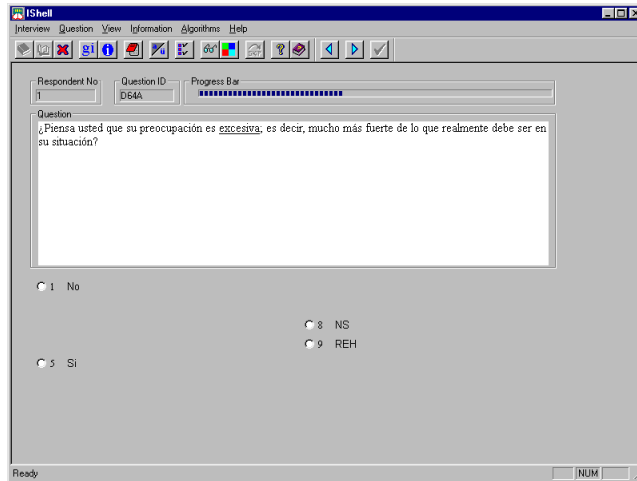 IShell
Interview Question View Information Algorithms Help
gi
Respondent No
Question ID
Progress Bar
1
D64A
Question
¿Piensa usted que su preocupación es excesiva; es decir, mucho más fuerte de lo que realmente debe ser en
su situación?
1 No
8 NS
9 REH
5 Si
Ready
NUM